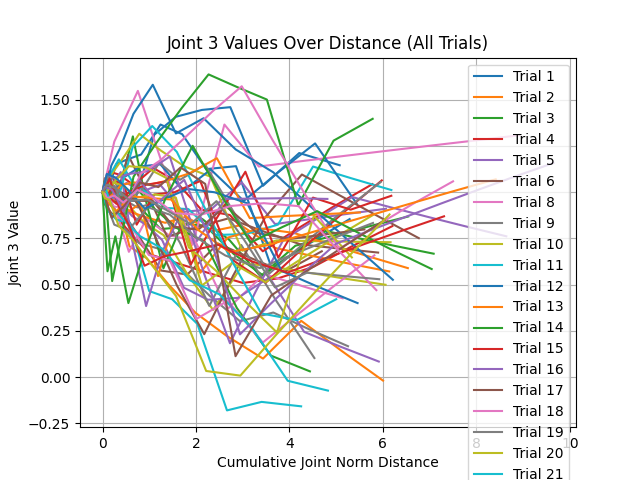 Joint 3 Values Over Distance (All Trials)
Joint 3 Value
1.50
1.25
1.00
0.75
0.50
0.25
0.00
−0.25
0
2
4
6
8
10
Cumulative Joint Norm Distance
Trial 1
Trial 2
Trial 3
Trial 4
Trial 5
Trial 6
Trial 8
Trial 9
Trial 10
Trial 11
Trial 12
Trial 13
Trial 14
Trial 15
Trial 16
Trial 17
Trial 18
Trial 19
Trial 20
Trial 21